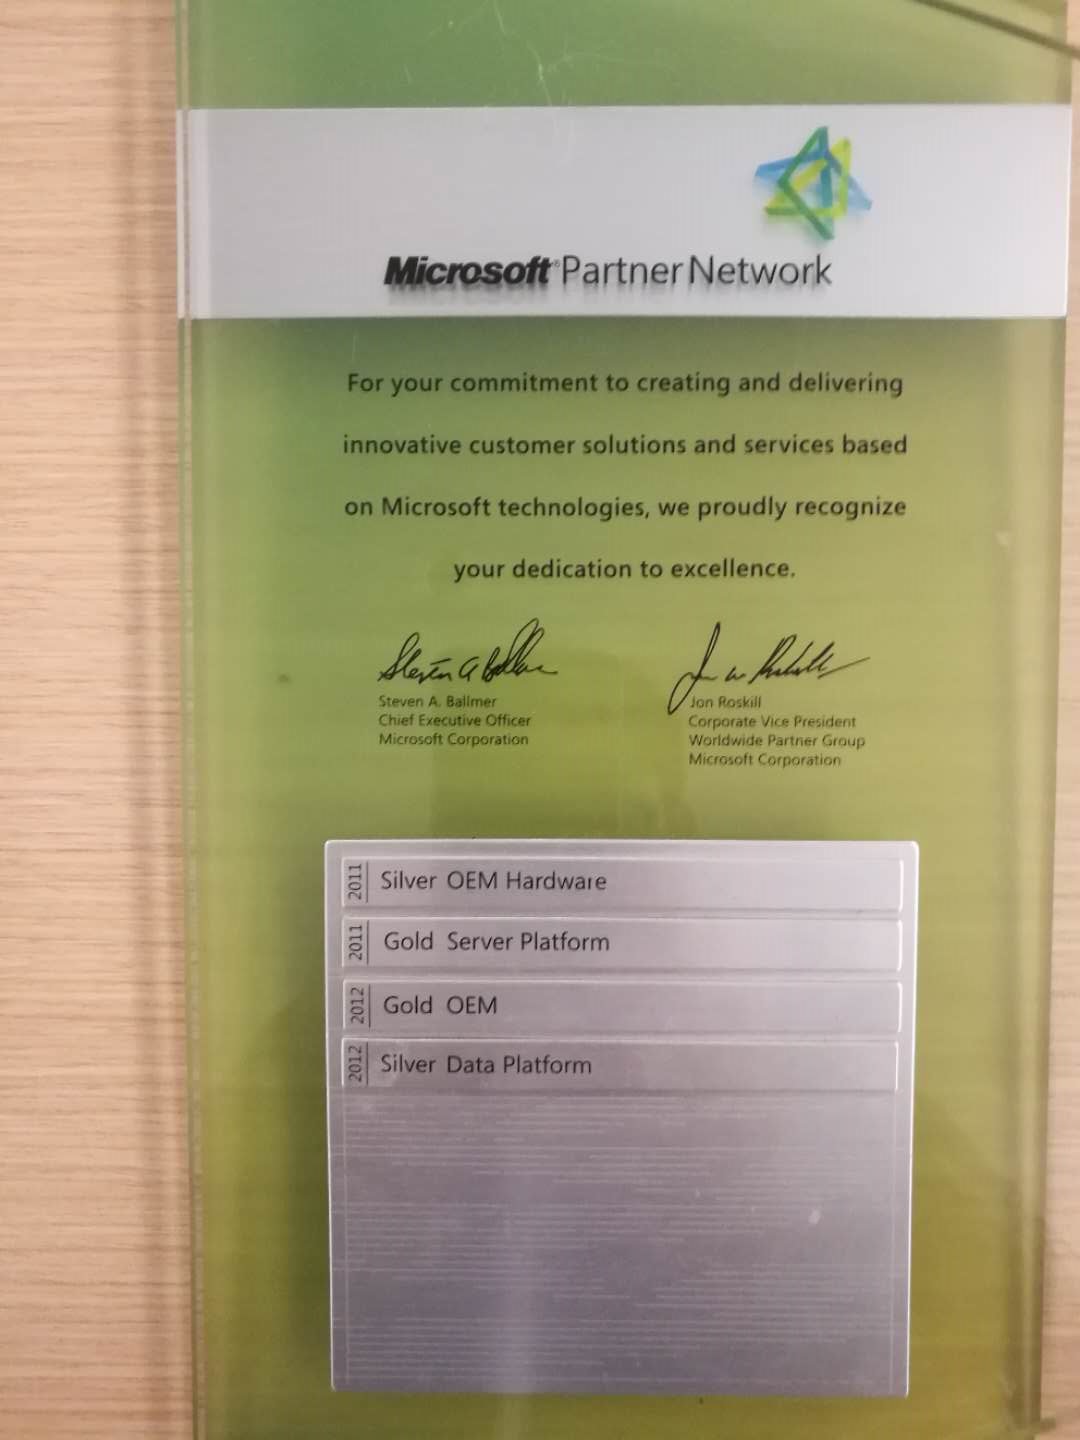 Microsoft® Partner Network
For your commitment to creating and delivering
innovative customer solutions and services based
on Microsoft technologies, we proudly recognize
your dedication to excellence.
Steven A. Ballmer
Steven A. Ballmer
Chief Executive Officer
Microsoft Corporation
Jon Roskill
Corporate Vice President
Worldwide Partner Group
Microsoft Corporation
2011 Silver OEM Hardware
2011 Gold Server Platform
2012 Gold OEM
2012 Silver Data Platform